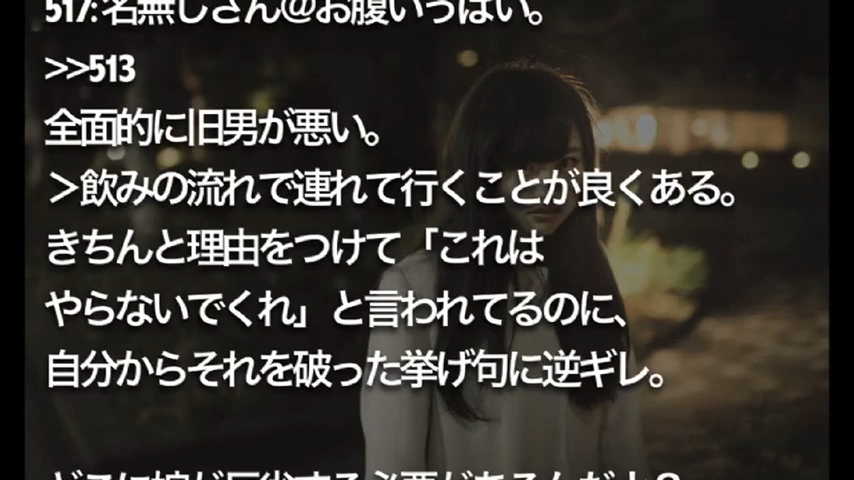 517: 名無しさん@お腹いっぱい。
>>513
全面的に旧男が悪い。
＞飲みの流れで連れて行くことが良くある。
きちんと理由をつけて「これは
やらないでくれ」と言われてるのに、
自分からそれを破った挙げ句に逆ギレ。